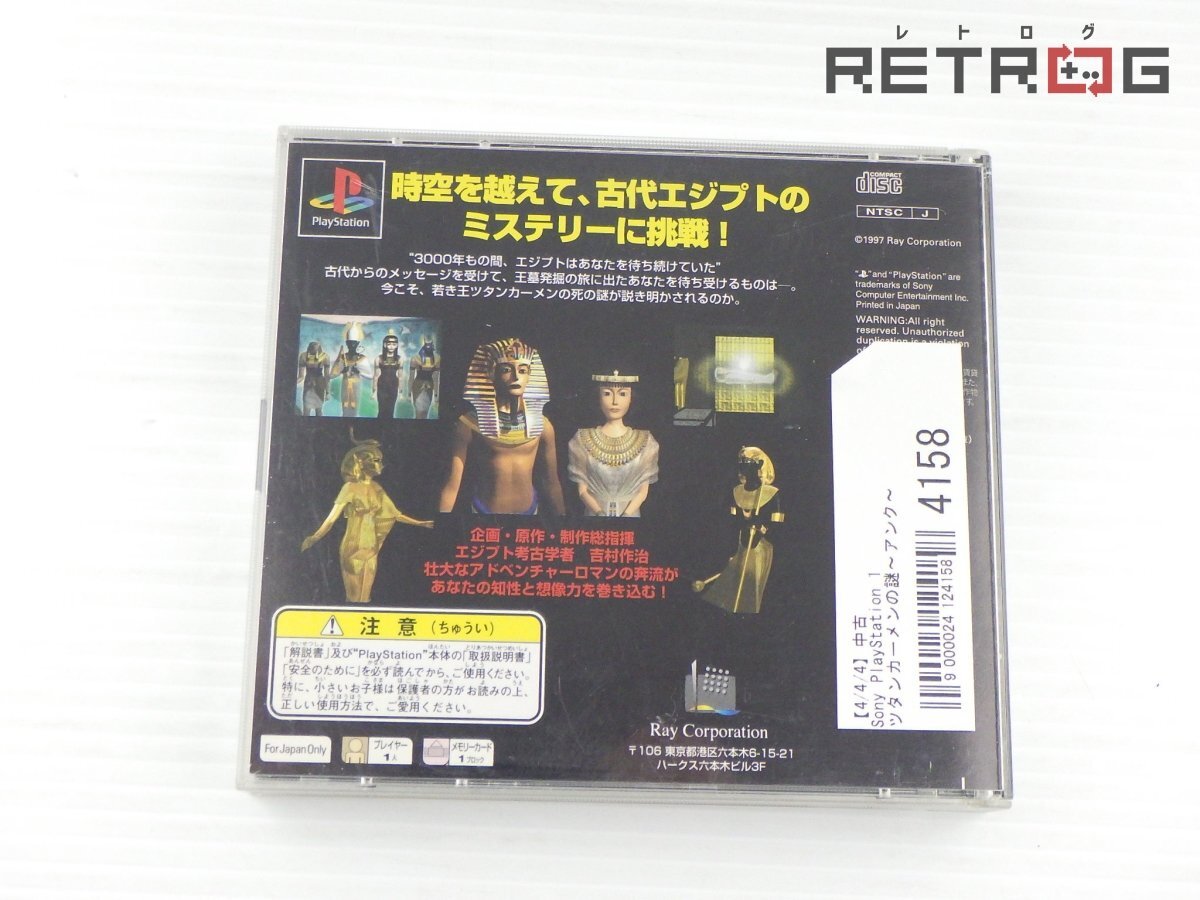 レトログ
RETROG
PlayStation
時空を越えて、古代エジプトの
ミステリーに挑戦！
"3000年もの間、エジプトはあなたを待ち続けていた"
古代からのメッセージを受けて、王墓発掘の旅に出たあなたを待ち受けるものは─。
今こそ、若き王ツタンカーメンの死の謎が説き明かされるのか。
COMPACT
disc
NTSC J
©1997 Ray Corporation
"PS" and "PlayStation" are
trademarks of Sony
Computer Entertainment Inc.
Printed in Japan
WARNING:All right
reserved. Unauthorized
duplication is a violation
企画・原作・制作総指揮
エジプト考古学者　吉村作治
壮大なアドベンチャーロマンの奔流が
あなたの知性と想像力を巻き込む！
注意（ちゅうい）
「解説書」及び"PlayStation"本体の「取扱説明書」
「安全のために」を必ず読んでから、ご使用ください。
特に、小さいお子様は保護者の方がお読みの上、
正しい使用方法で、ご愛用ください。
For Japan Only
プレイヤー
1人
メモリーカード
1ブロック
Ray Corporation
〒106 東京都港区六本木6-15-21
ハークス六本木ビル3F
【4/4/4】中古
Sony PlayStation 1
ツタンカーメンの謎～アンク～
4158
9 000024 124158